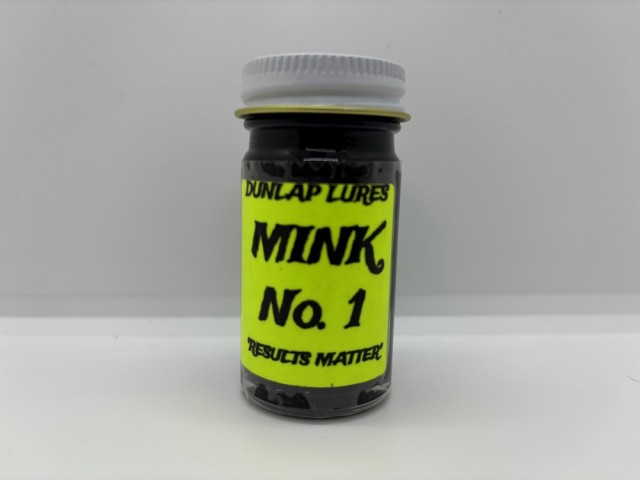 DUNLAP LURES
MINK
No. 1
"RESULTS MATTER"